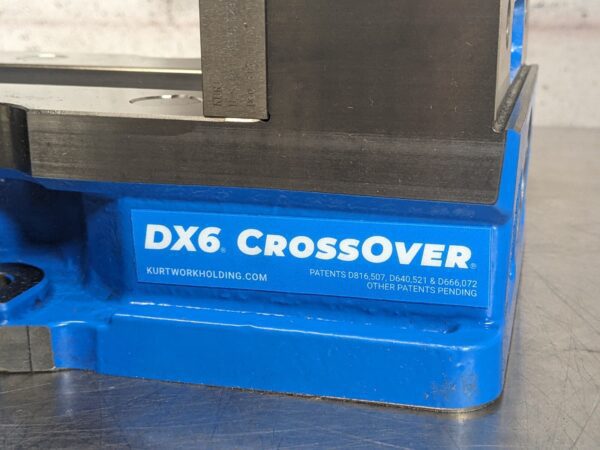 DX6® CROSSOVER®
KURTWORKHOLDING.COM
PATENTS D816,507, D640,521 & D666,072
OTHER PATENTS PENDING